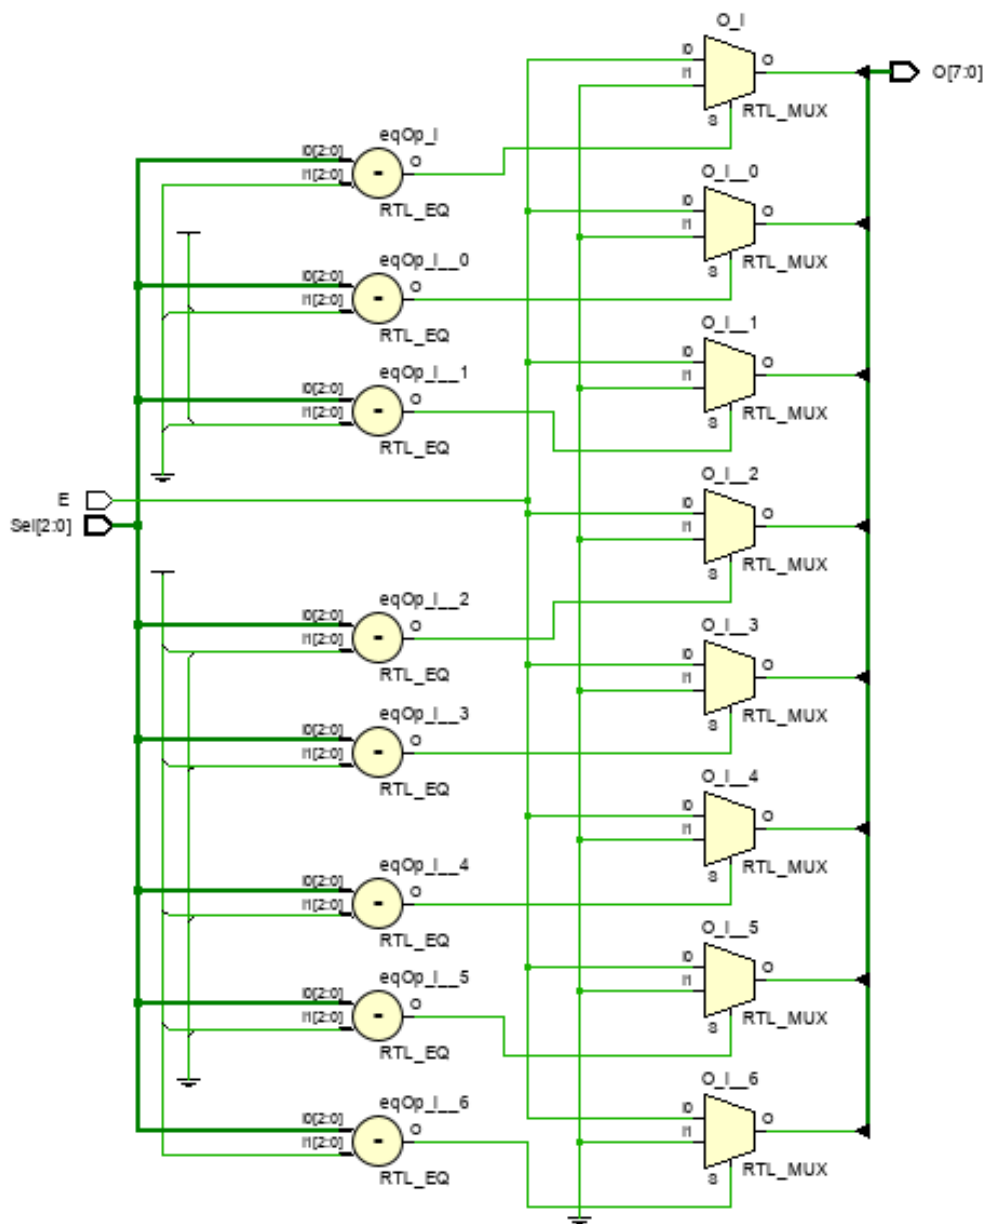 O_I
I0
I1
O
S
RTL_MUX
O[7:0]
eqOp_I
I0[2:0]
I1[2:0]
O
RTL_EQ
O_I__0
I0
I1
O
S
RTL_MUX
eqOp_I__0
I0[2:0]
I1[2:0]
O
RTL_EQ
O_I__1
I0
I1
O
S
RTL_MUX
eqOp_I__1
I0[2:0]
I1[2:0]
O
RTL_EQ
E
Sel[2:0]
O_I__2
I0
I1
O
S
RTL_MUX
eqOp_I__2
I0[2:0]
I1[2:0]
O
RTL_EQ
O_I__3
I0
I1
O
S
RTL_MUX
eqOp_I__3
I0[2:0]
I1[2:0]
O
RTL_EQ
O_I__4
I0
I1
O
S
RTL_MUX
eqOp_I__4
I0[2:0]
I1[2:0]
O
RTL_EQ
O_I__5
I0
I1
O
S
RTL_MUX
eqOp_I__5
I0[2:0]
I1[2:0]
O
RTL_EQ
O_I__6
I0
I1
O
S
RTL_MUX
eqOp_I__6
I0[2:0]
I1[2:0]
O
RTL_EQ